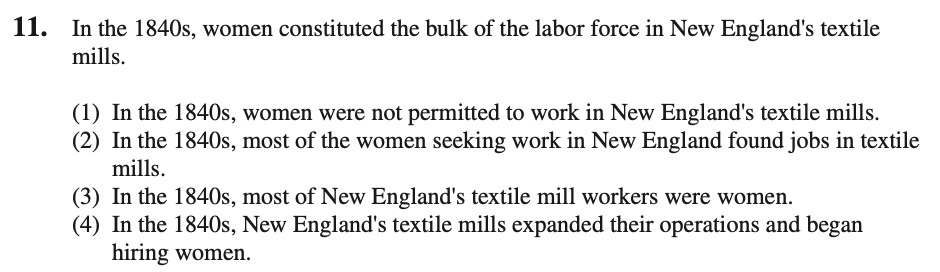 11. In the 1840s, women constituted the bulk of the labor force in New England's textile
mills.
(1) In the 1840s, women were not permitted to work in New England's textile mills.
(2) In the 1840s, most of the women seeking work in New England found jobs in textile
mills.
(3) In the 1840s, most of New England's textile mill workers were women.
(4) In the 1840s, New England's textile mills expanded their operations and began
hiring women.